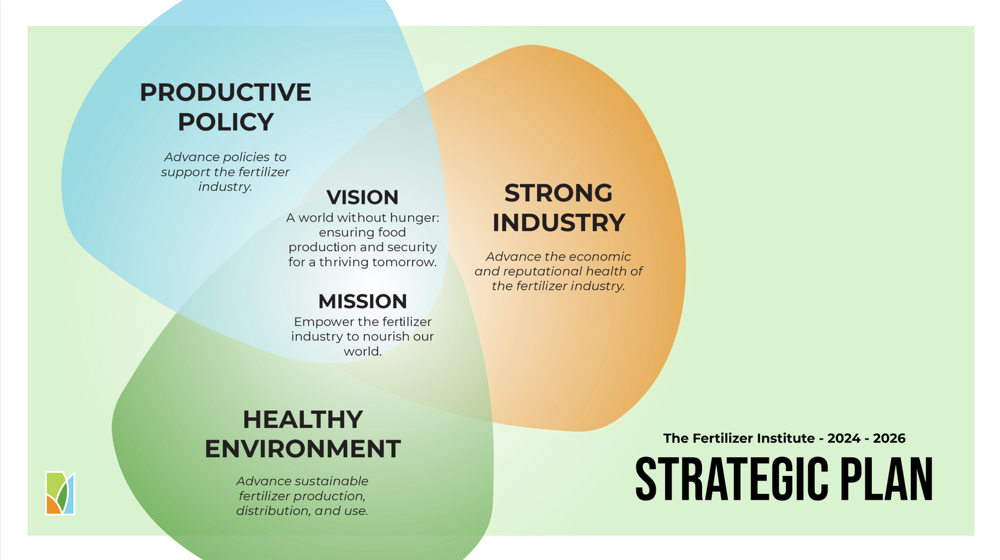 PRODUCTIVE
POLICY
Advance policies to
support the fertilizer
industry.
VISION
A world without hunger:
ensuring food
production and security
for a thriving tomorrow.
MISSION
Empower the fertilizer
industry to nourish our
world.
STRONG
INDUSTRY
Advance the economic
and reputational health of
the fertilizer industry.
HEALTHY
ENVIRONMENT
Advance sustainable
fertilizer production,
distribution, and use.
The Fertilizer Institute - 2024 - 2026
STRATEGIC PLAN